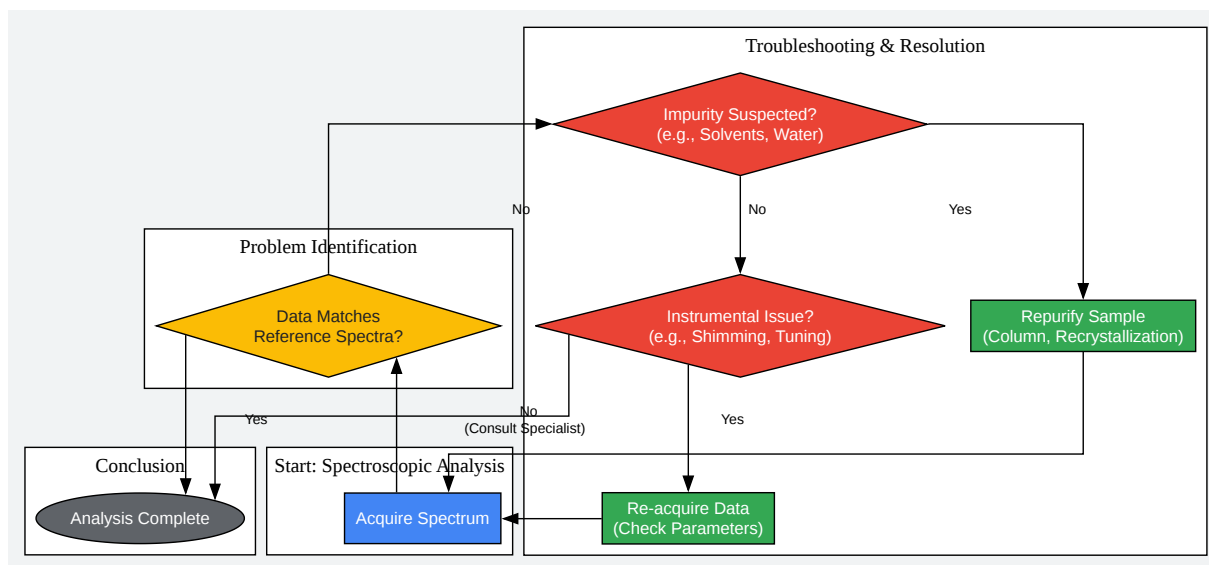 Troubleshooting & Resolution
Impurity Suspected?
(e.g., Solvents, Water)
No
No
Yes
Problem Identification
Data Matches
Reference Spectra?
Instrumental Issue?
(e.g., Shimming, Tuning)
Repurify Sample
(Column, Recrystallization)
Yes
No
(Consult Specialist)
Yes
Conclusion
Start: Spectroscopic Analysis
Analysis Complete
Acquire Spectrum
Re-acquire Data
(Check Parameters)